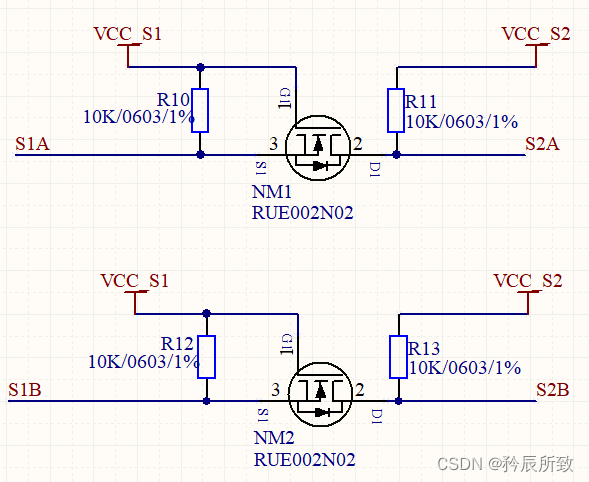 VCC_S1
VCC_S2
G1
1
R10
10K/0603/1%
R11
10K/0603/1%
S1A
3
2
S2A
S1
D1
NM1
RUE002N02
VCC_S1
VCC_S2
G1
1
R12
10K/0603/1%
R13
10K/0603/1%
S1B
3
2
S2B
S1
D1
NM2
RUE002N02
CSDN @矜辰所致